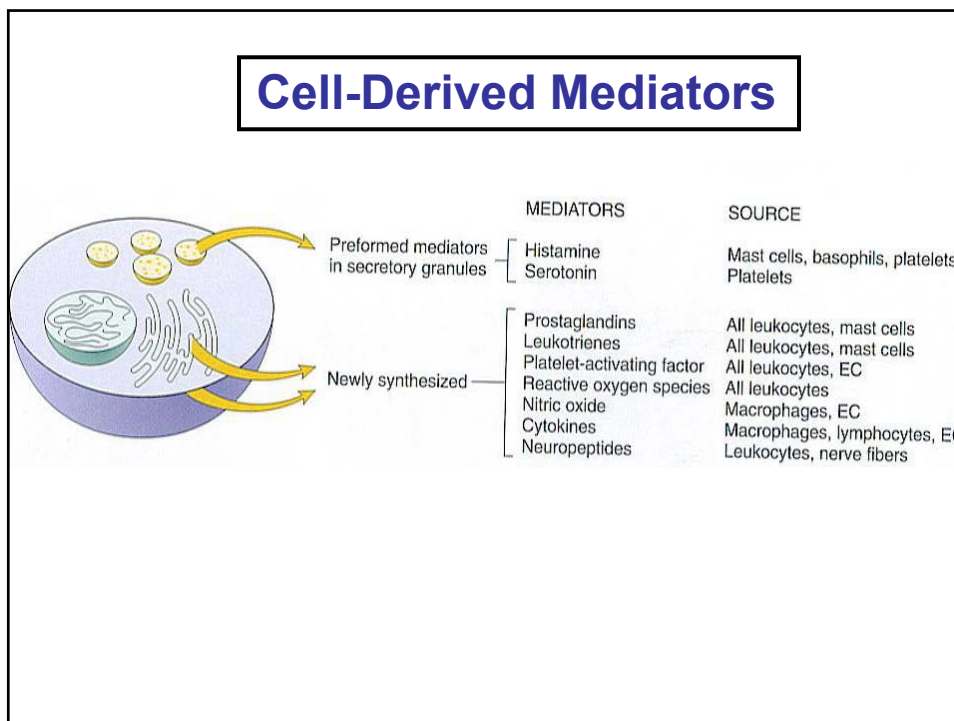 Cell-Derived Mediators
MEDIATORS SOURCE
Preformed mediators
in secretory granules
Histamine Mast cells, basophils, platelets
Serotonin Platelets
Newly synthesized
Prostaglandins All leukocytes, mast cells
Leukotrienes All leukocytes, mast cells
Platelet-activating factor All leukocytes, EC
Reactive oxygen species All leukocytes
Nitric oxide Macrophages, EC
Cytokines Macrophages, lymphocytes,
Neuropeptides Leukocytes, nerve fibers